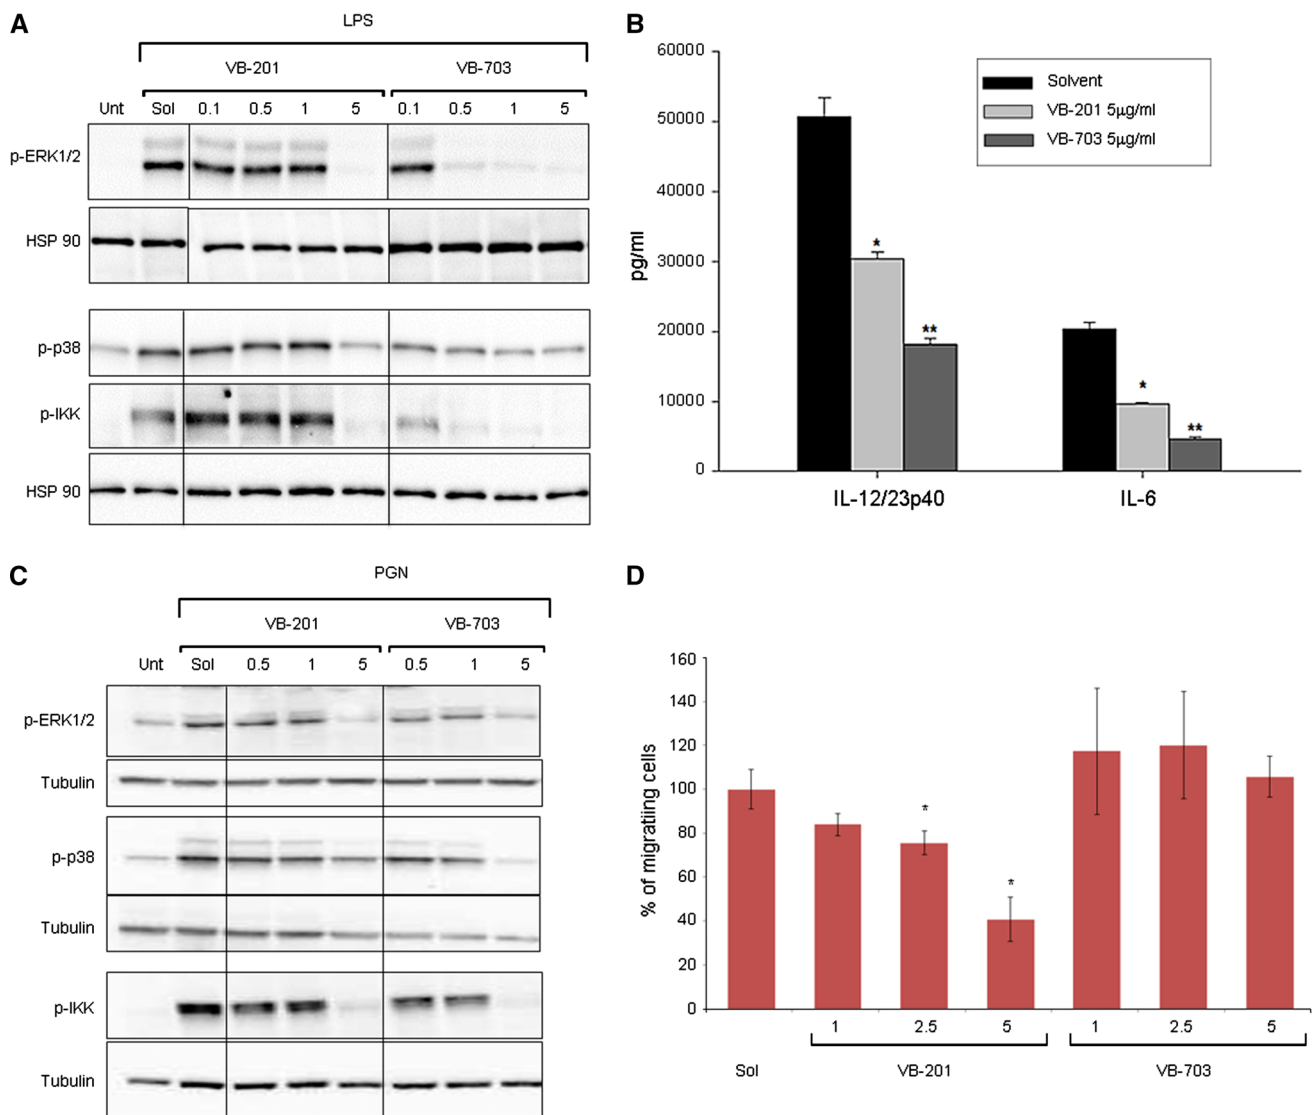 A
LPS
VB-201 VB-703
Unt Sol 0.1 0.5 1 5 0.1 0.5 1 5
p-ERK1/2
HSP 90
p-p38
p-IKK
HSP 90
B
60000
50000
40000
30000
20000
10000
0
pg/ml
Solvent
VB-201 5µg/ml
VB-703 5µg/ml
* **
* **
IL-12/23p40 IL-6
C
PGN
VB-201 VB-703
Unt Sol 0.5 1 5 0.5 1 5
p-ERK1/2
Tubulin
p-p38
Tubulin
p-IKK
Tubulin
D
160
140
120
100
80
60
40
20
0
% of migratiing cells
* *
1 2.5 5 1 2.5 5
Sol VB-201 VB-703